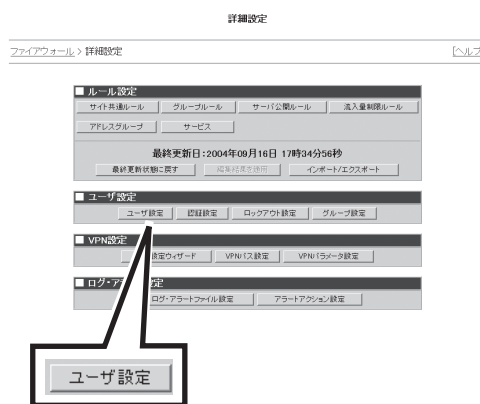 詳細設定
ファイアウォール > 詳細設定
[ヘルプ
■ ルール設定
サイト共通ルール グループルール サーバ公開ルール 流入量制限ルール
アドレスグループ サービス
最終更新日:2004年09月16日 17時34分56秒
最終更新状態に戻す 編集結果を適用 インポート/エクスポート
■ ユーザ設定
ユーザ設定 認証設定 ロックアウト設定 グループ設定
■ VPN設定
設定ウィザード VPNパス設定 VPNパラメータ設定
■ ログ・ア 定
ログ・アラートファイル設定 アラートアクション設定
ユーザ設定